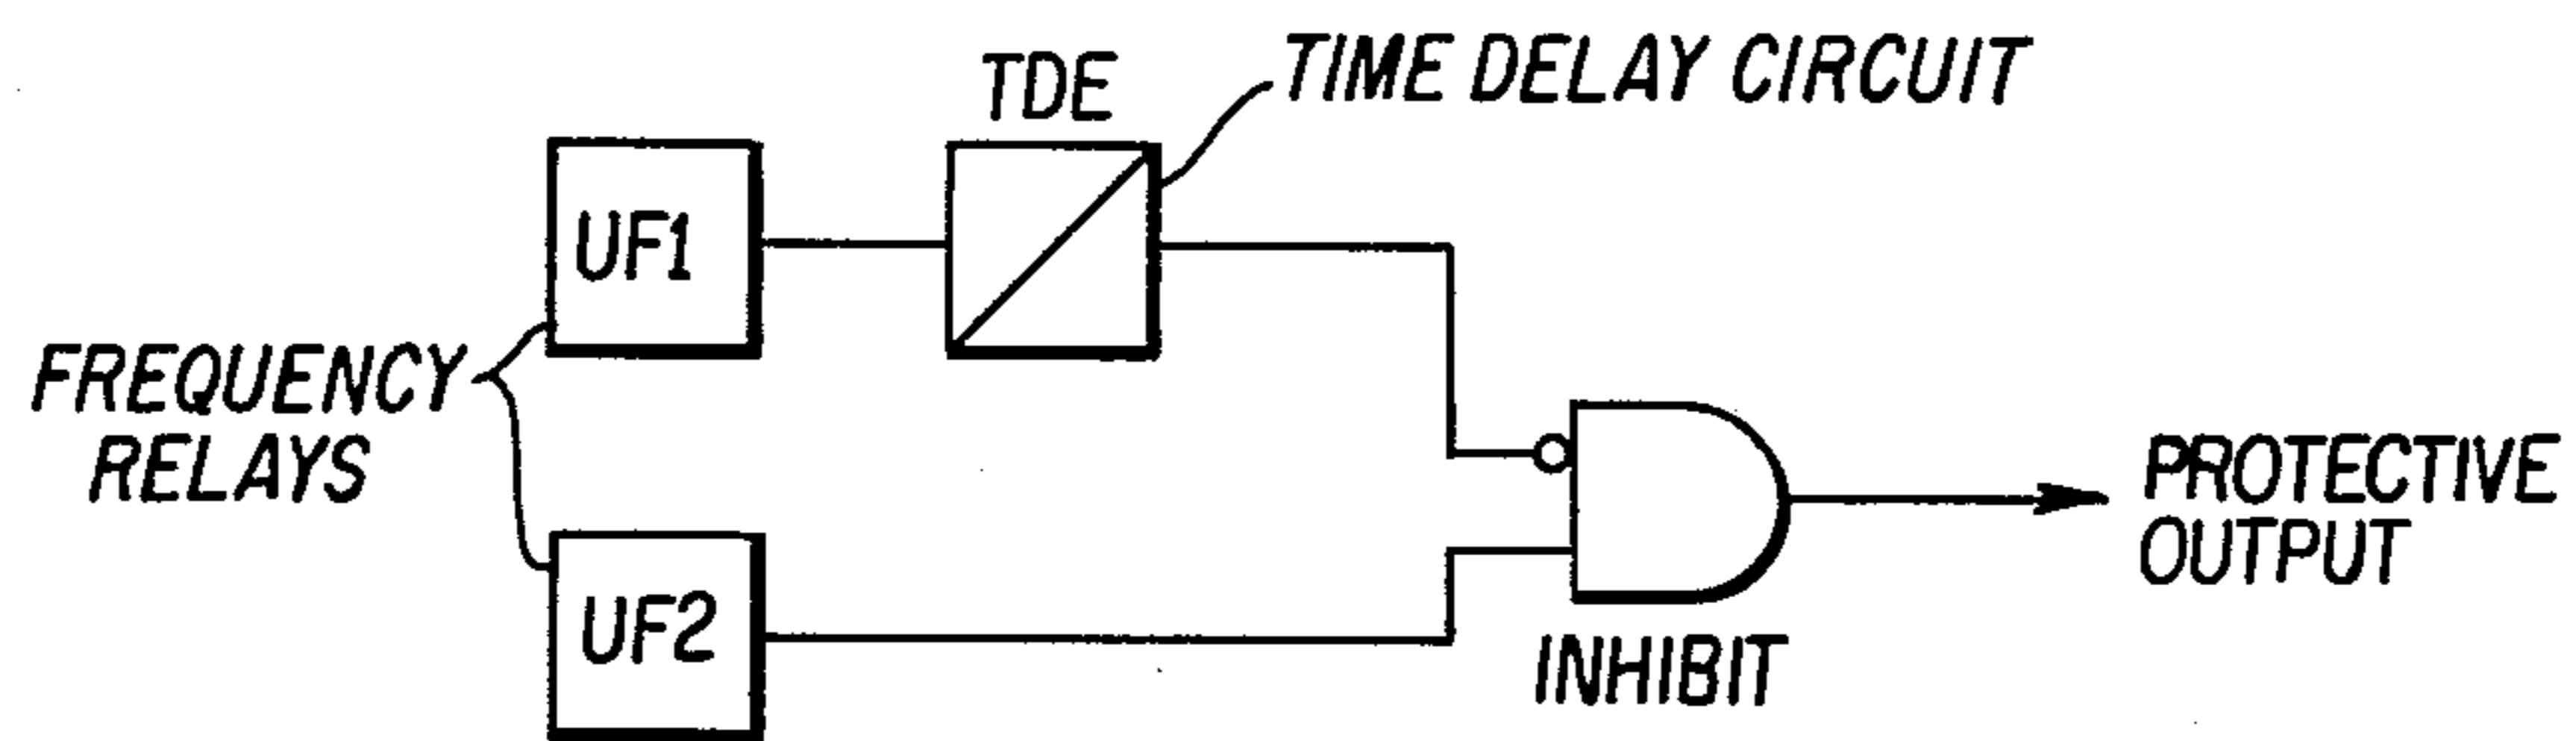 TDE
TIME DELAY CIRCUIT
UF1
FREQUENCY
RELAYS
UF2
INHIBIT
PROTECTIVE
OUTPUT